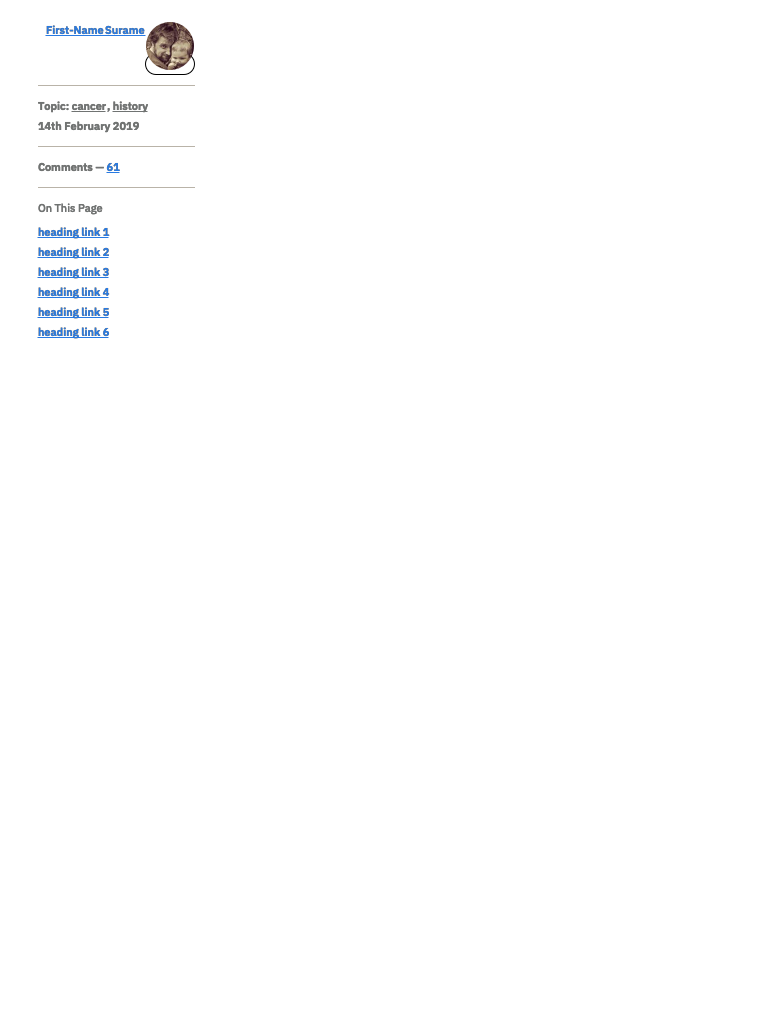 First-Name Surame
Topic: cancer, history
14th February 2019
Comments — 61
On This Page
heading link 1
heading link 2
heading link 3
heading link 4
heading link 5
heading link 6